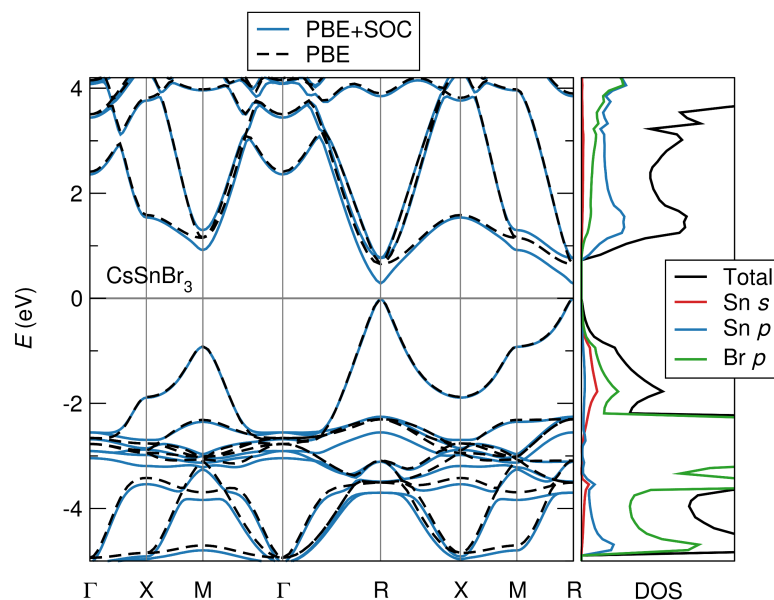 PBE+SOC
PBE
4
2
0
-2
-4
E (eV)
CsSnBr₃
Total
Sn s
Sn p
Br p
Γ X M Γ R X M R DOS